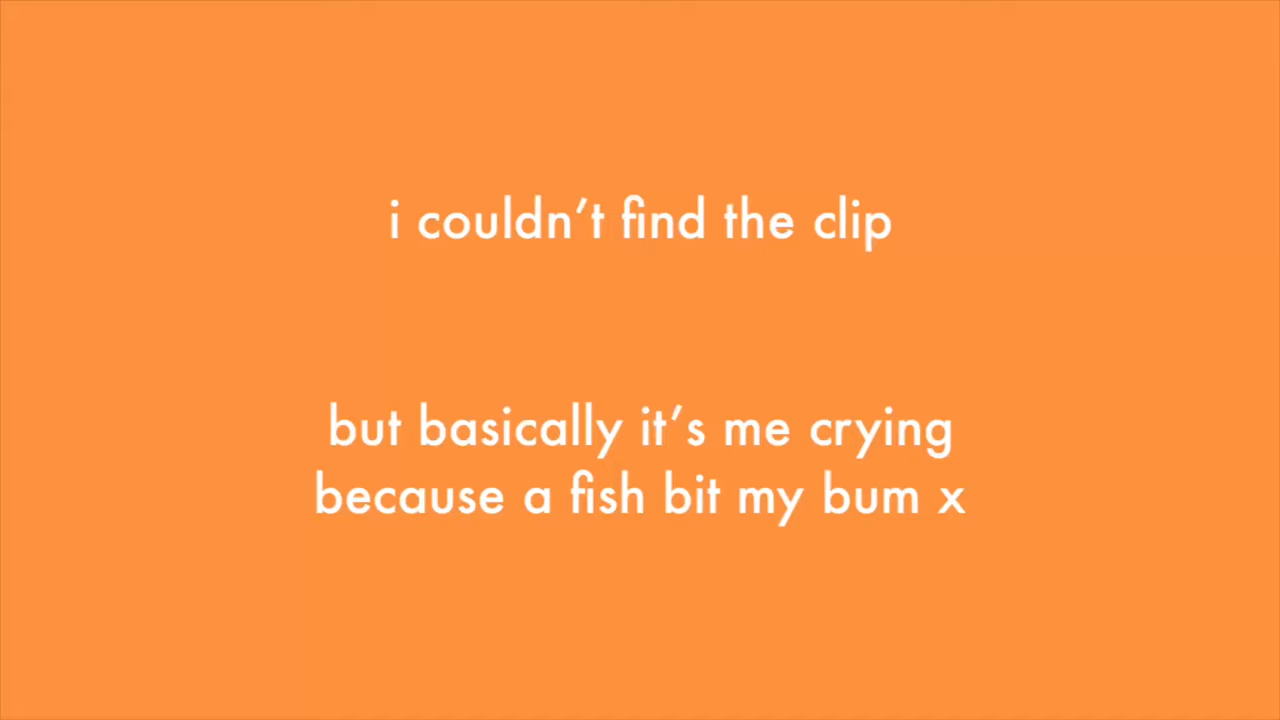 i couldn’t find the clip
but basically it’s me crying
because a fish bit my bum x